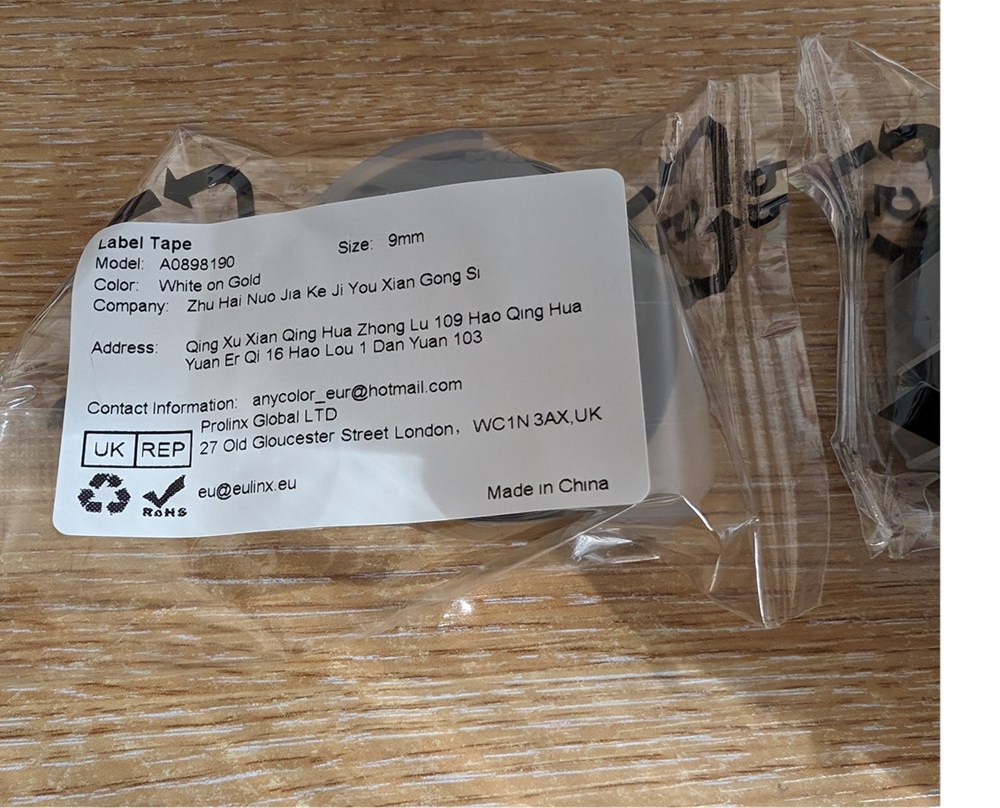 Label Tape Size: 9mm
Model: A0898190
Color: White on Gold
Company: Zhu Hai Nuo Jia Ke Ji You Xian Gong Si
Address: Qing Xu Xian Qing Hua Zhong Lu 109 Hao Qing Hua
Yuan Er Qi 16 Hao Lou 1 Dan Yuan 103
Contact Information: anycolor_eur@hotmail.com
Prolinx Global LTD
UK REP 27 Old Gloucester Street London, WC1N 3AX,UK
RoHS eu@eulinx.eu
Made in China